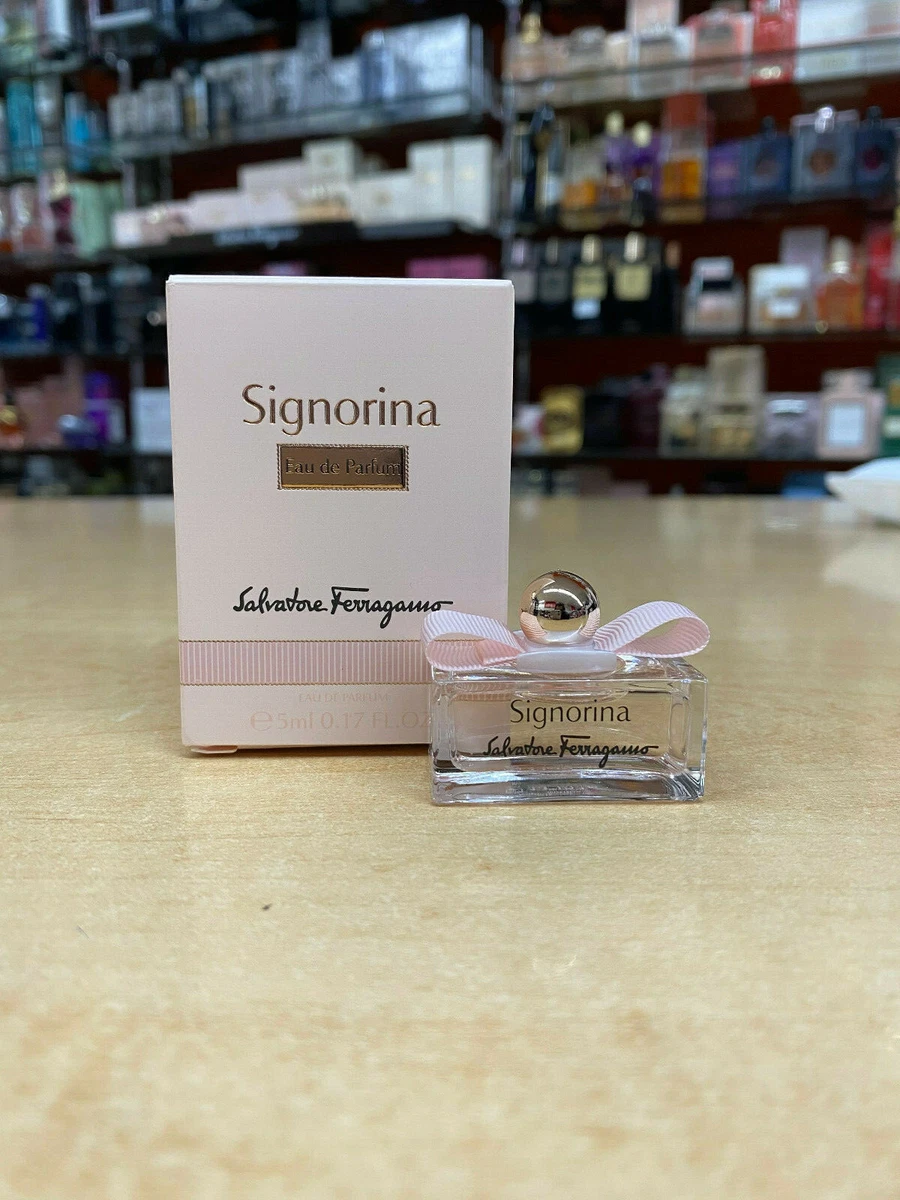 Signorina
Eau de Parfum
Salvatore Ferragamo
EAU DE PARFUM
℮5ml 0.17 FL.OZ
Signorina
Salvatore Ferragamo